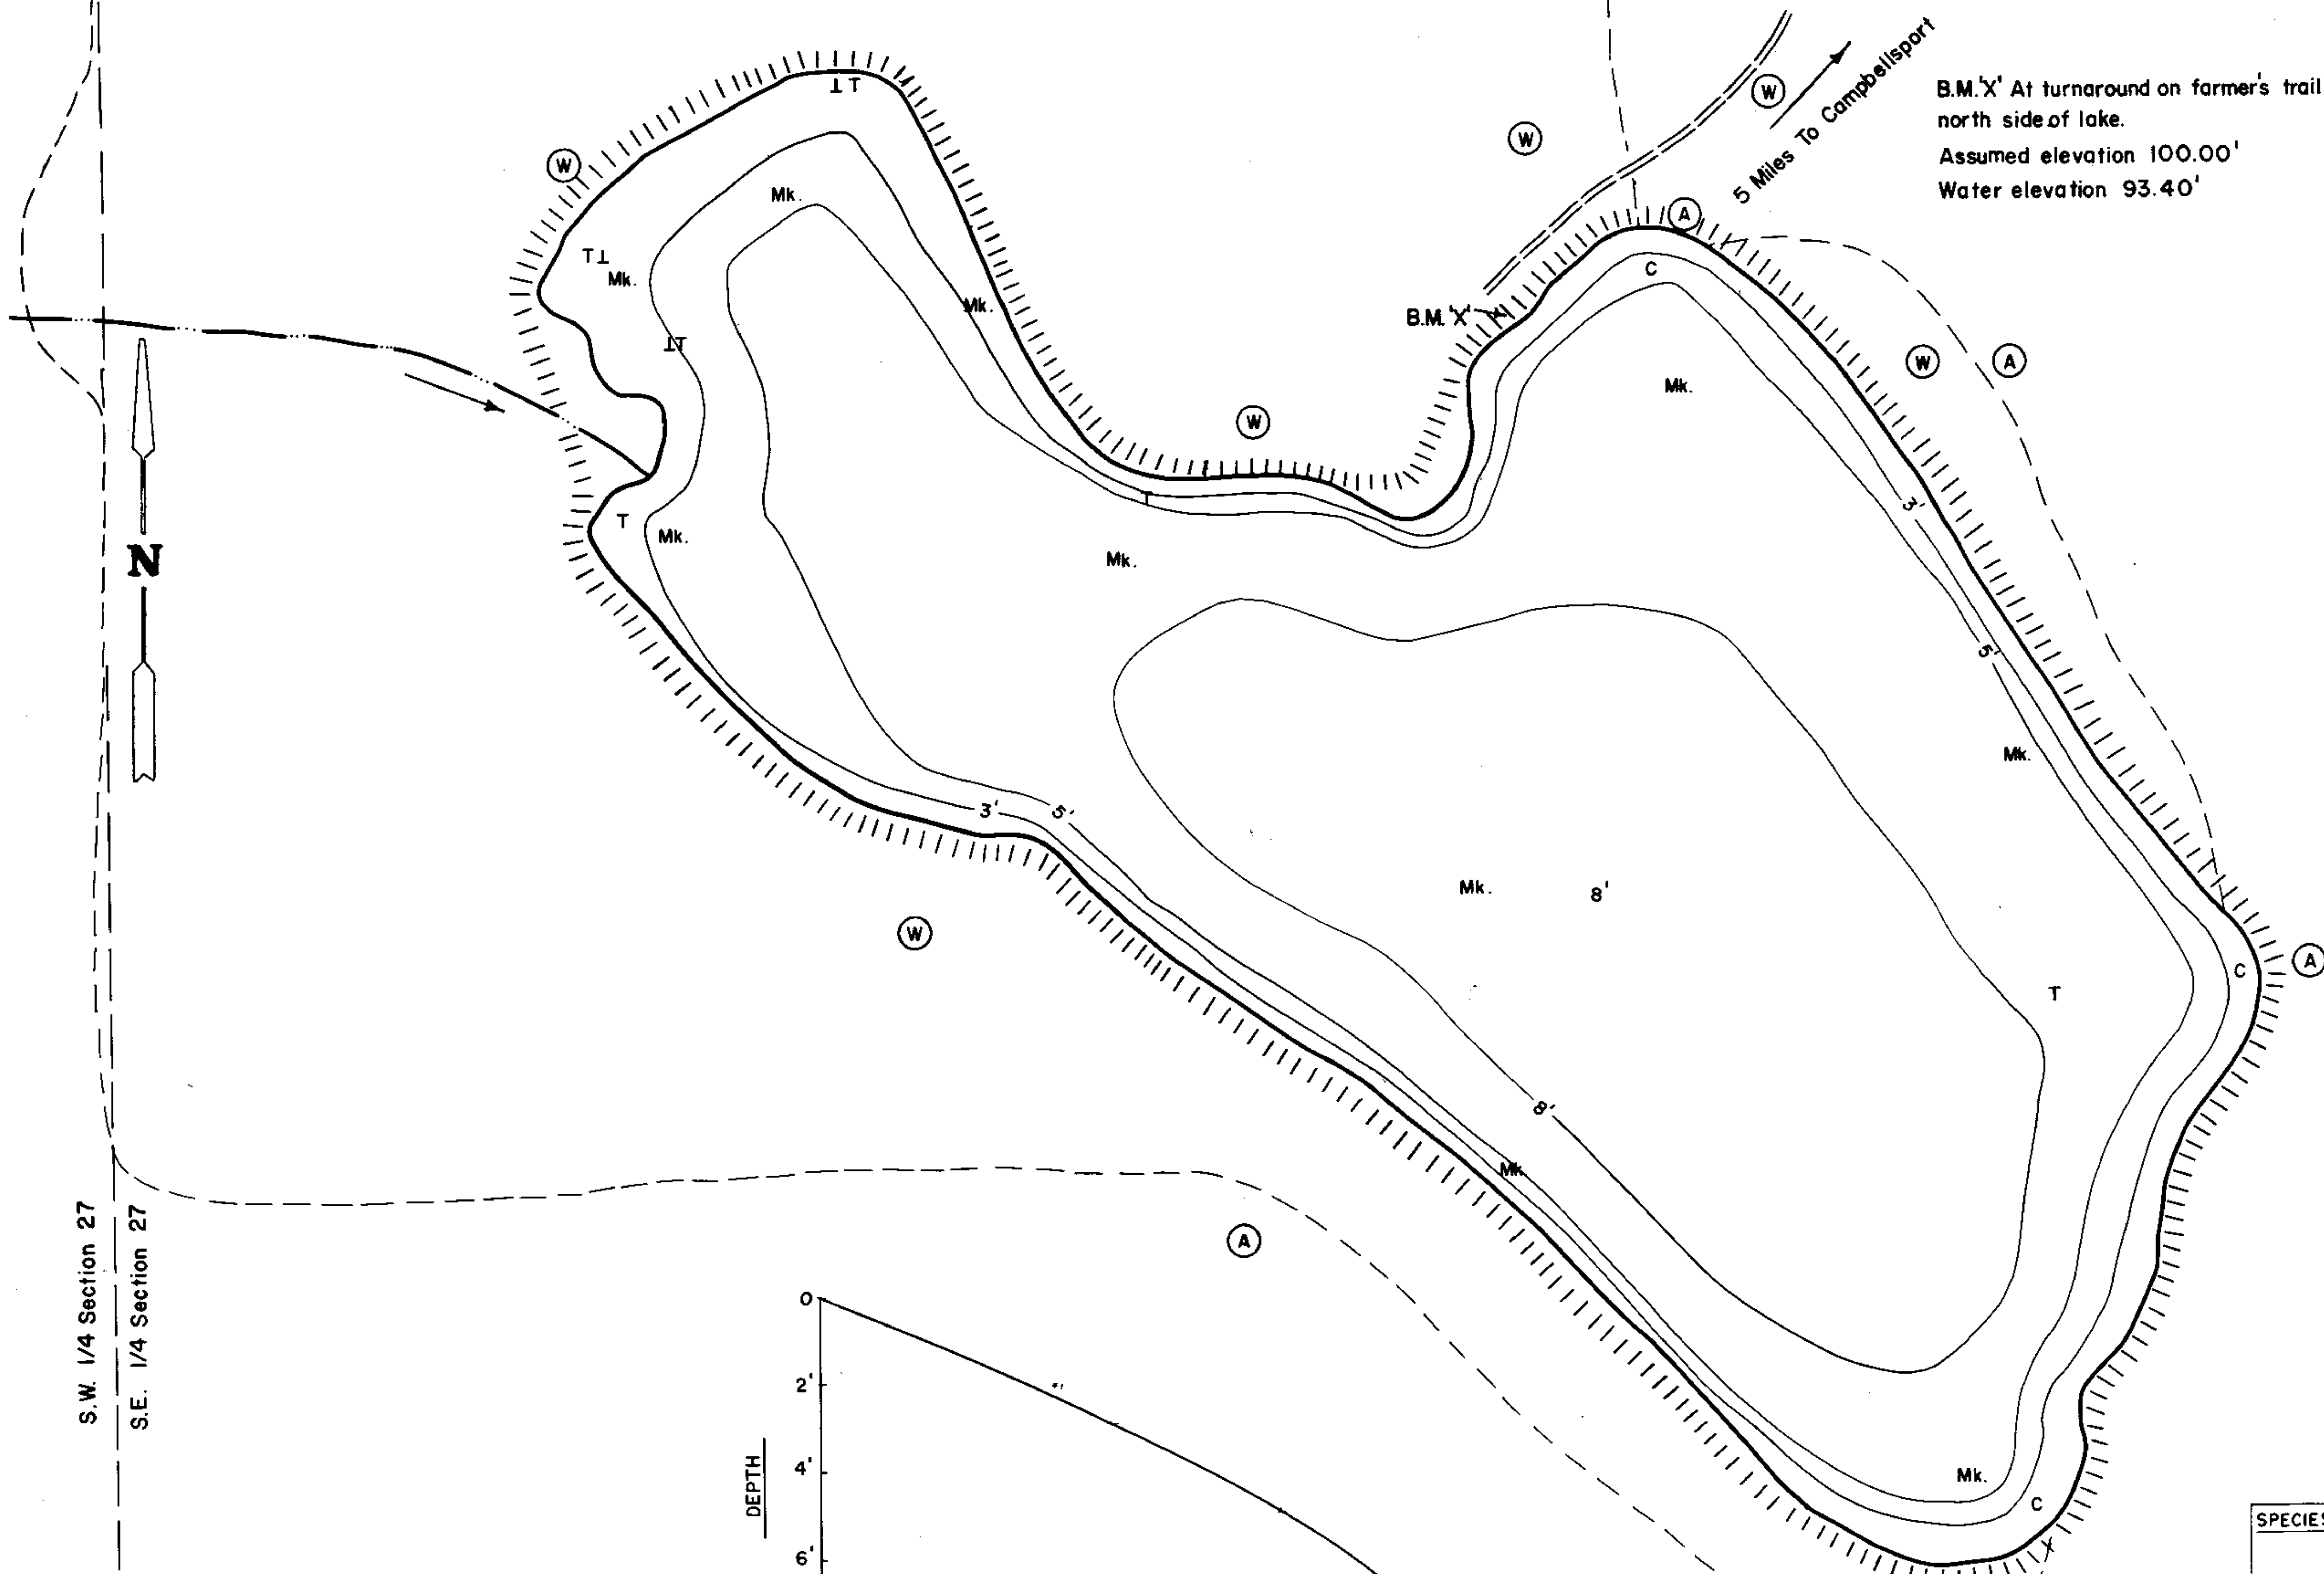 B.M.'X' At turnaround on farmer's trail
north side of lake.
Assumed elevation 100.00'
Water elevation 93.40'
5 Miles To Campbellsport
W
W
W
A
⊥T
Mk.
T⊥
Mk.
Mk.
B.M.'X'
C
⊥T
W
Mk.
W
A
3'
T
T
Mk.
Mk.
N
5'
Mk.
3'
5'
Mk.
8'
W
C
A
T
8'
Mk.
A
S.W. 1/4 Section 27
S.E. 1/4 Section 27
0
2'
4'
6'
DEPTH
Mk.
C
SPECIES